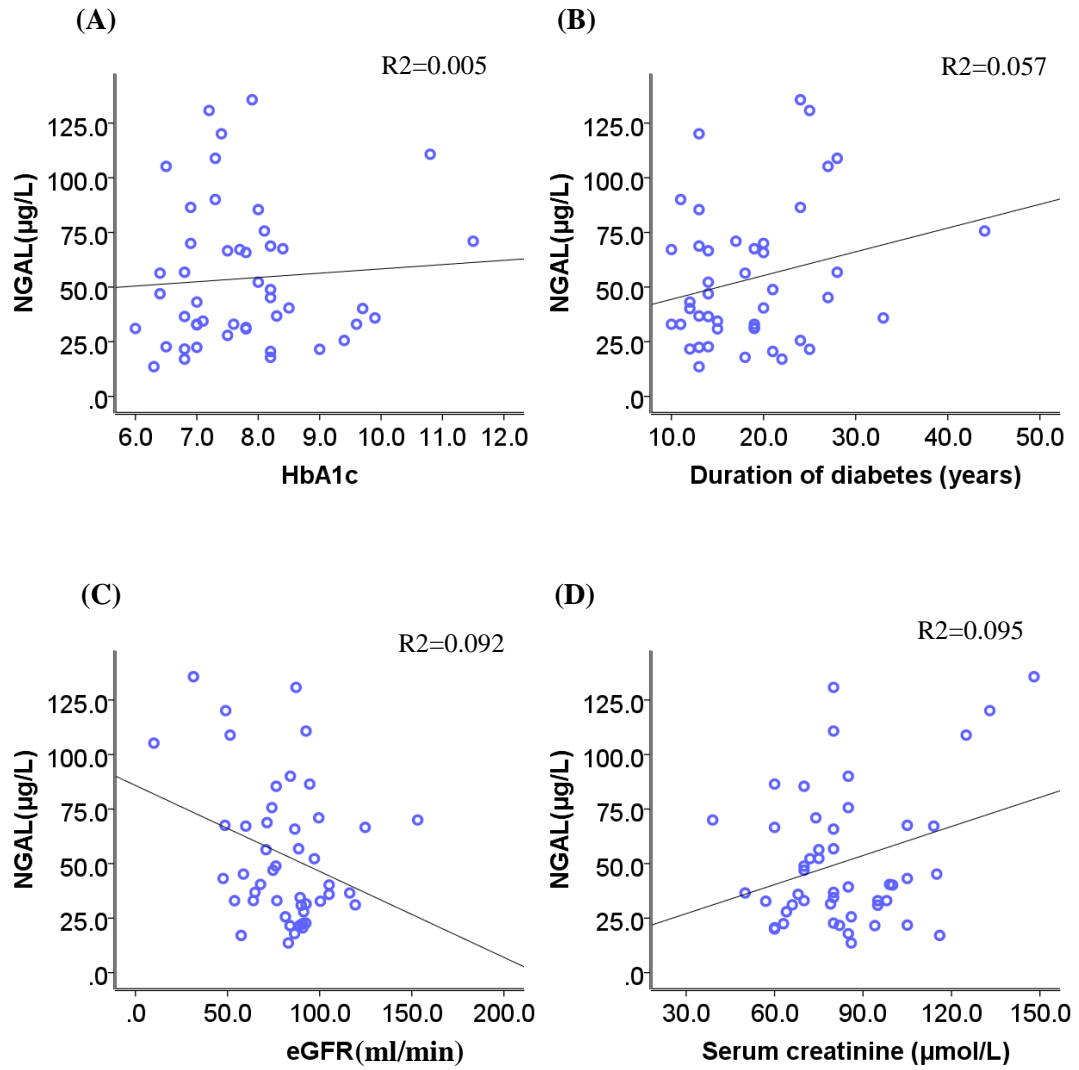 (A)
R2=0.005
NGAL(µg/L)
125.0
100.0
75.0
50.0
25.0
.0
6.0 7.0 8.0 9.0 10.0 11.0 12.0
HbA1c
(B)
R2=0.057
NGAL(µg/L)
125.0
100.0
75.0
50.0
25.0
.0
10.0 20.0 30.0 40.0 50.0
Duration of diabetes (years)
(C)
R2=0.092
NGAL(µg/L)
125.0
100.0
75.0
50.0
25.0
.0
.0 50.0 100.0 150.0 200.0
eGFR(ml/min)
(D)
R2=0.095
NGAL(µg/L)
125.0
100.0
75.0
50.0
25.0
.0
30.0 60.0 90.0 120.0 150.0
Serum creatinine (µmol/L)